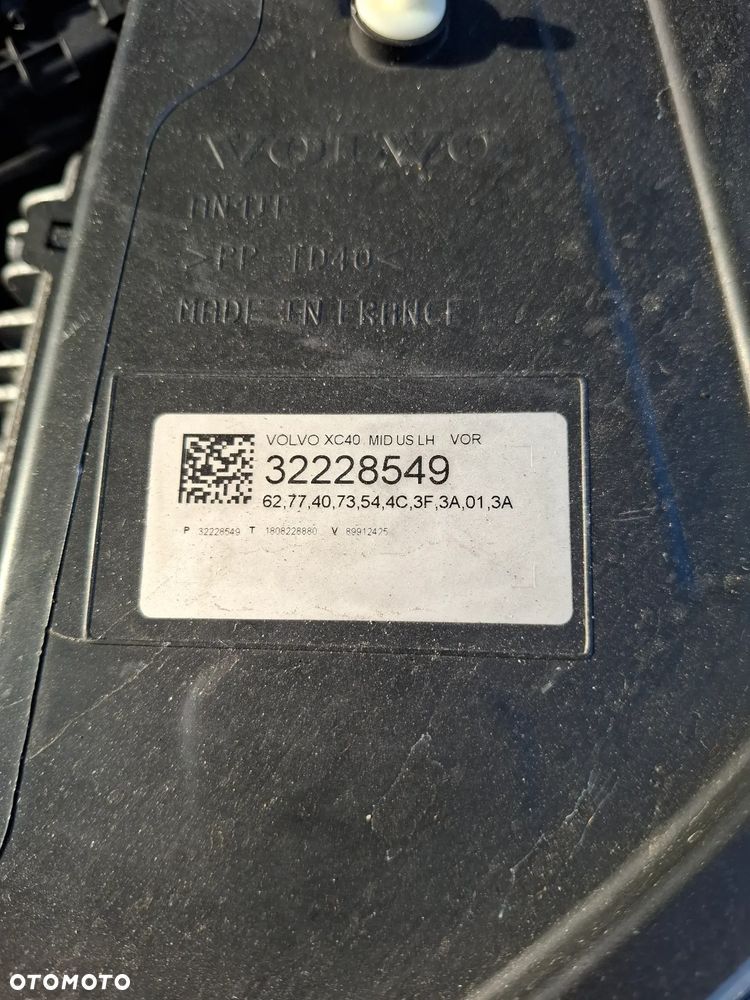 VOLVO
>PP-TD40<
MADE IN FRANCE
VOLVO XC40 MID US LH VOR
32228549
62,77,40,73,54,4C,3F,3A,01,3A
P 32228549 T 1808228880 V 89912425
OTOMOTO